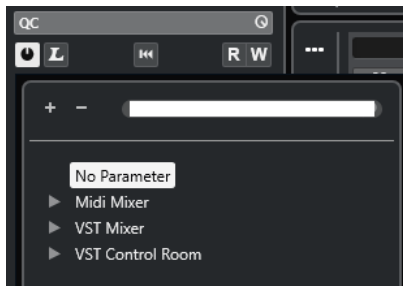 QC
L R W
+ −
No Parameter
Midi Mixer
VST Mixer
VST Control Room